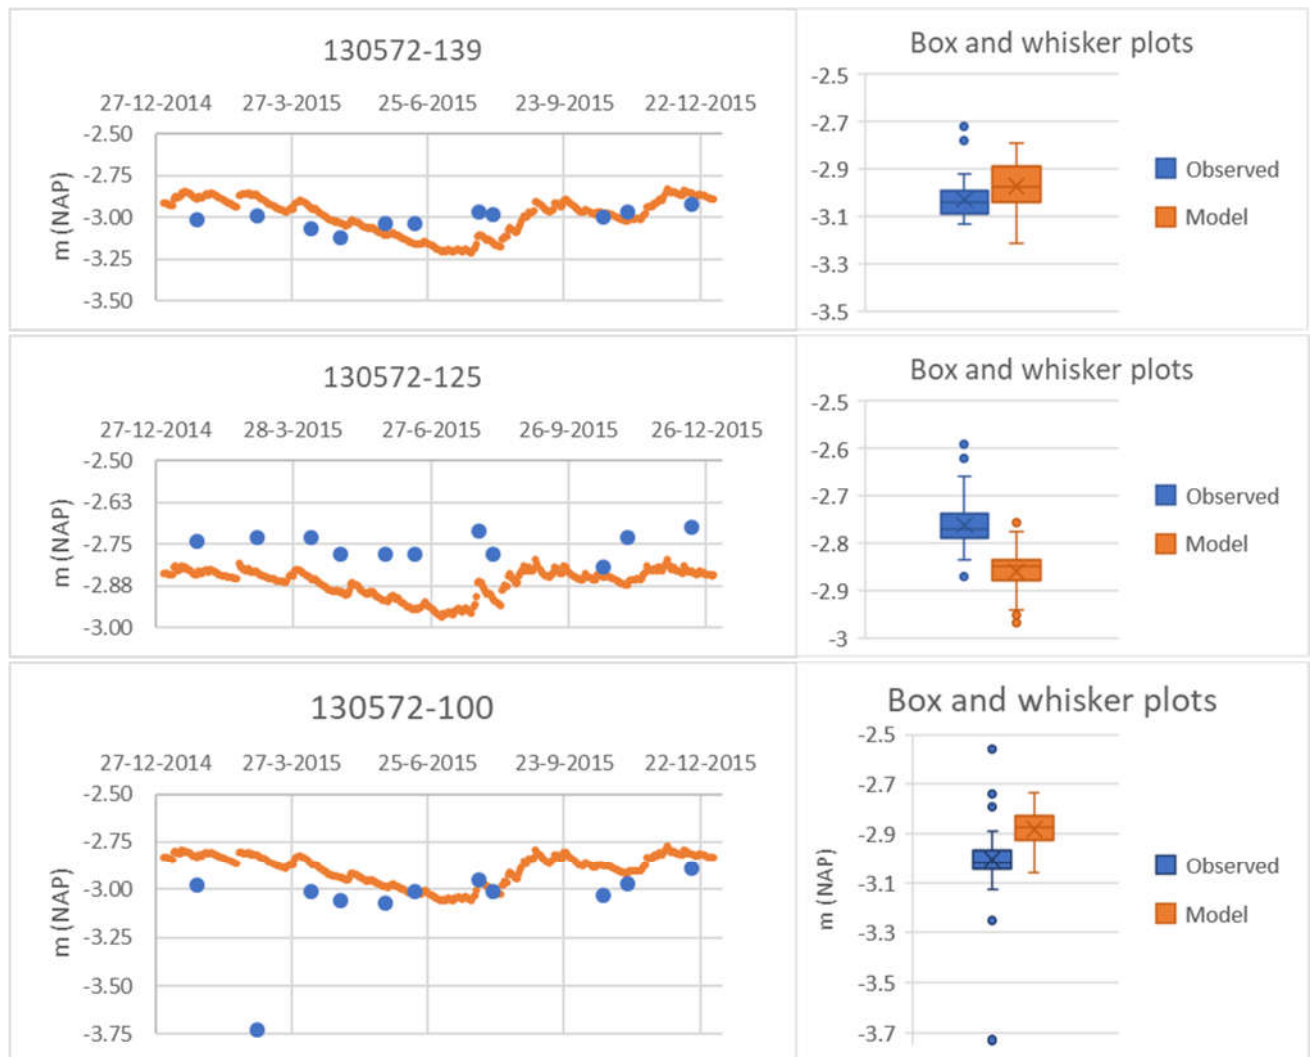 130572-139
27-12-2014 27-3-2015 25-6-2015 23-9-2015 22-12-2015
m (NAP)
-2.50
-2.75
-3.00
-3.25
-3.50
Box and whisker plots
-2.5
-2.7
-2.9
-3.1
-3.3
-3.5
Observed
Model
130572-125
27-12-2014 28-3-2015 27-6-2015 26-9-2015 26-12-2015
m (NAP)
-2.50
-2.63
-2.75
-2.88
-3.00
Box and whisker plots
-2.5
-2.6
-2.7
-2.8
-2.9
-3
Observed
Model
130572-100
27-12-2014 27-3-2015 25-6-2015 23-9-2015 22-12-2015
m (NAP)
-2.50
-2.75
-3.00
-3.25
-3.50
-3.75
Box and whisker plots
m (NAP)
-2.5
-2.7
-2.9
-3.1
-3.3
-3.5
-3.7
Observed
Model